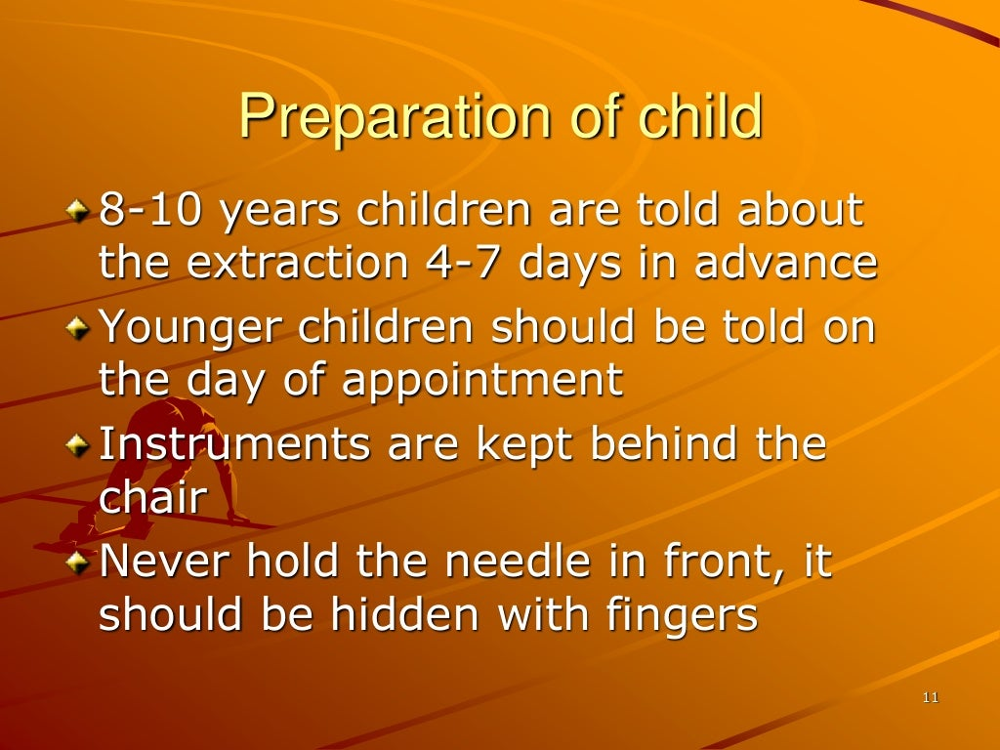 Preparation of child
8-10 years children are told about
the extraction 4-7 days in advance
Younger children should be told on
the day of appointment
Instruments are kept behind the
chair
Never hold the needle in front, it
should be hidden with fingers
11